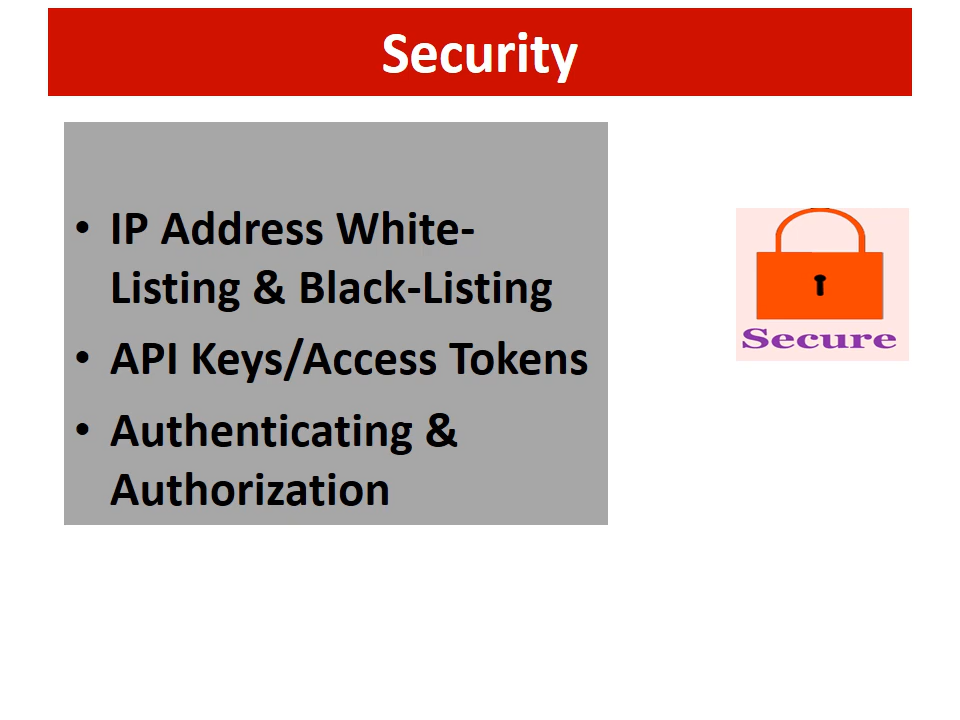 Security
• IP Address White-
Listing & Black-Listing
• API Keys/Access Tokens
• Authenticating &
Authorization
Secure